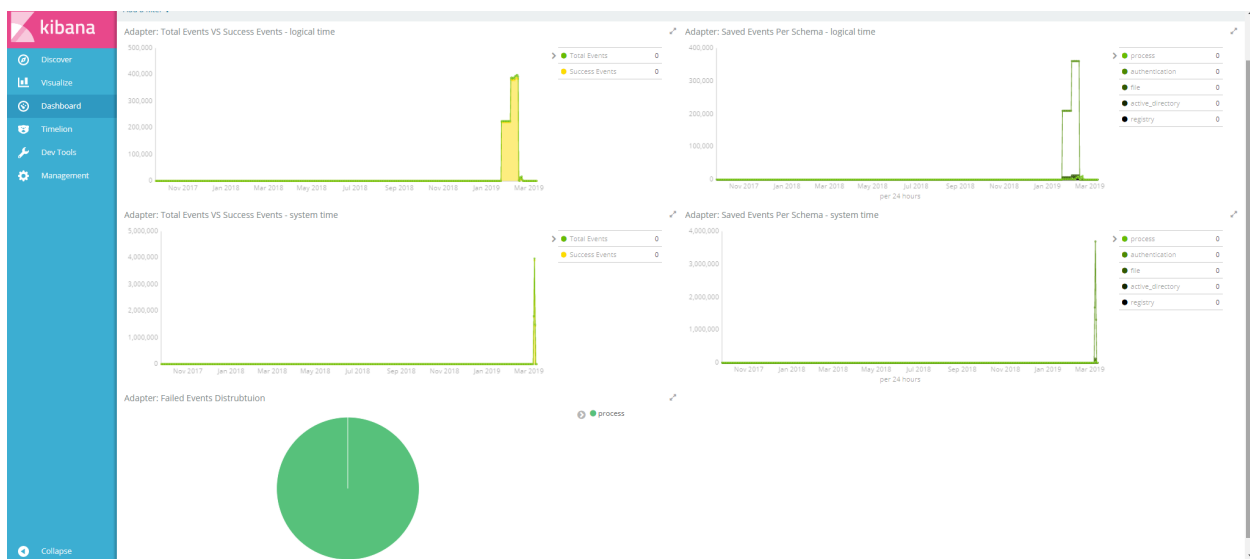 kibana
Discover
Visualize
Dashboard
Timelion
Dev Tools
Management
Collapse
Adapter: Total Events VS Success Events - logical time
500,000
400,000
300,000
200,000
100,000
0
Nov 2017 Jan 2018 Mar 2018 May 2018 Jul 2018 Sep 2018 Nov 2018 Jan 2019 Mar 2019
Total Events 0
Success Events 0
Adapter: Saved Events Per Schema - logical time
400,000
300,000
200,000
100,000
0
Nov 2017 Jan 2018 Mar 2018 May 2018 Jul 2018 Sep 2018 Nov 2018 Jan 2019 Mar 2019
per 24 hours
process 0
authentication 0
file 0
active_directory 0
registry 0
Adapter: Total Events VS Success Events - system time
5,000,000
4,000,000
3,000,000
2,000,000
1,000,000
0
Nov 2017 Jan 2018 Mar 2018 May 2018 Jul 2018 Sep 2018 Nov 2018 Jan 2019 Mar 2019
Total Events 0
Success Events 0
Adapter: Saved Events Per Schema - system time
4,000,000
3,000,000
2,000,000
1,000,000
0
Nov 2017 Jan 2018 Mar 2018 May 2018 Jul 2018 Sep 2018 Nov 2018 Jan 2019 Mar 2019
per 24 hours
process 0
authentication 0
file 0
active_directory 0
registry 0
Adapter: Failed Events Distrubtuion
process